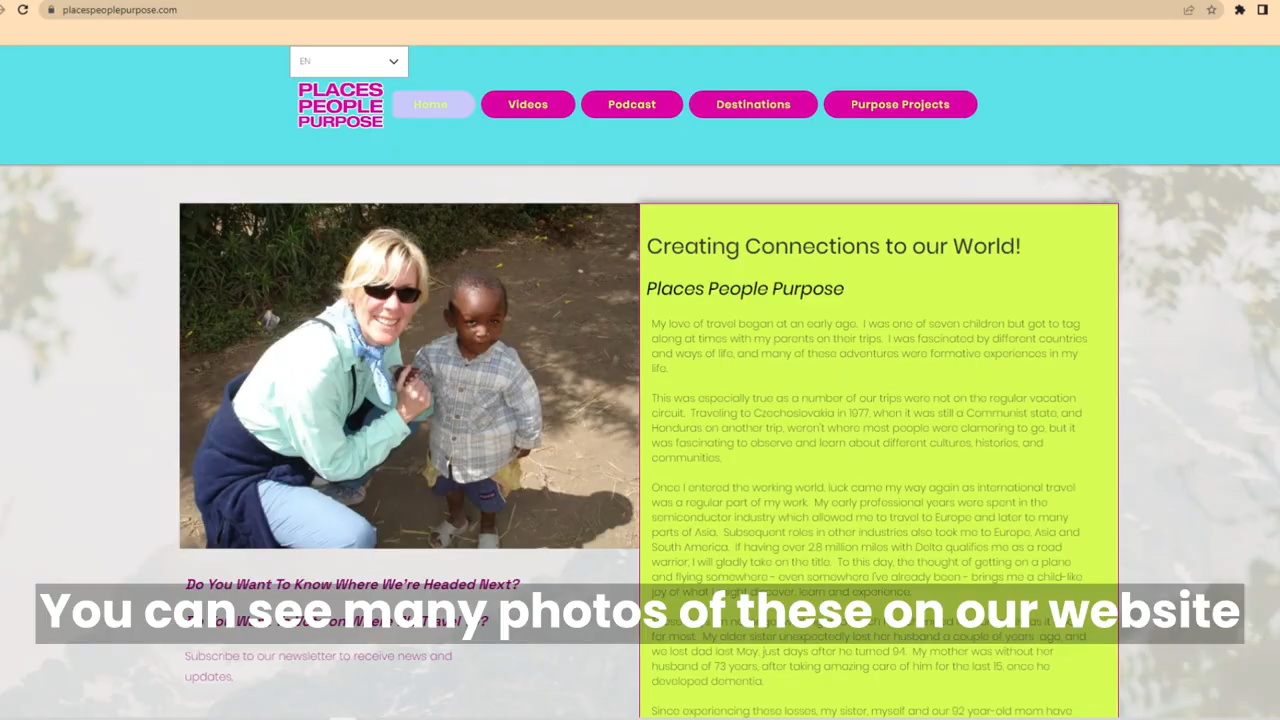 placespeoplepurpose.com
EN
PLACES
PEOPLE
PURPOSE
Home
Videos
Podcast
Destinations
Purpose Projects
Creating Connections to our World!
Places People Purpose
My love of travel began at an early age. I was one of seven children but got to tag
along at times with my parents on their trips. I was fascinated by different countries
and ways of life, and many of these adventures were formative experiences in my
life.
This was especially true as a number of our trips were not on the regular vacation
circuit. Traveling to Czechoslovakia in 1977, when it was still a Communist state, and
Honduras on another trip, weren't where most people were clamoring to go, but it
was fascinating to observe and learn about different cultures, histories, and
communities.
Once I entered the working world, luck came my way again as international travel
was a regular part of my work. My early professional years were spent in the
semiconductor industry which allowed me to travel to Europe and later to many
parts of Asia. Subsequent roles in other industries also took me to Europe, Asia and
South America. If having over 2.8 million miles with Delta qualifies me as a road
warrior, I will gladly take on the title. To this day, the thought of getting on a plane
and flying somewhere - even somewhere I've already been - brings me a child-like
joy of what I might discover, learn and experience.
for most. My older sister unexpectedly lost her husband a couple of years ago, and
we lost dad last May, just days after he turned 94. My mother was without her
husband of 73 years, after taking amazing care of him for the last 15, once he
developed dementia.
Since experiencing these losses, my sister, myself and our 92 year-old mom have
Do You Want To Know Where We're Headed Next?
Subscribe to our newsletter to receive news and
updates,
You can see many photos of these on our website